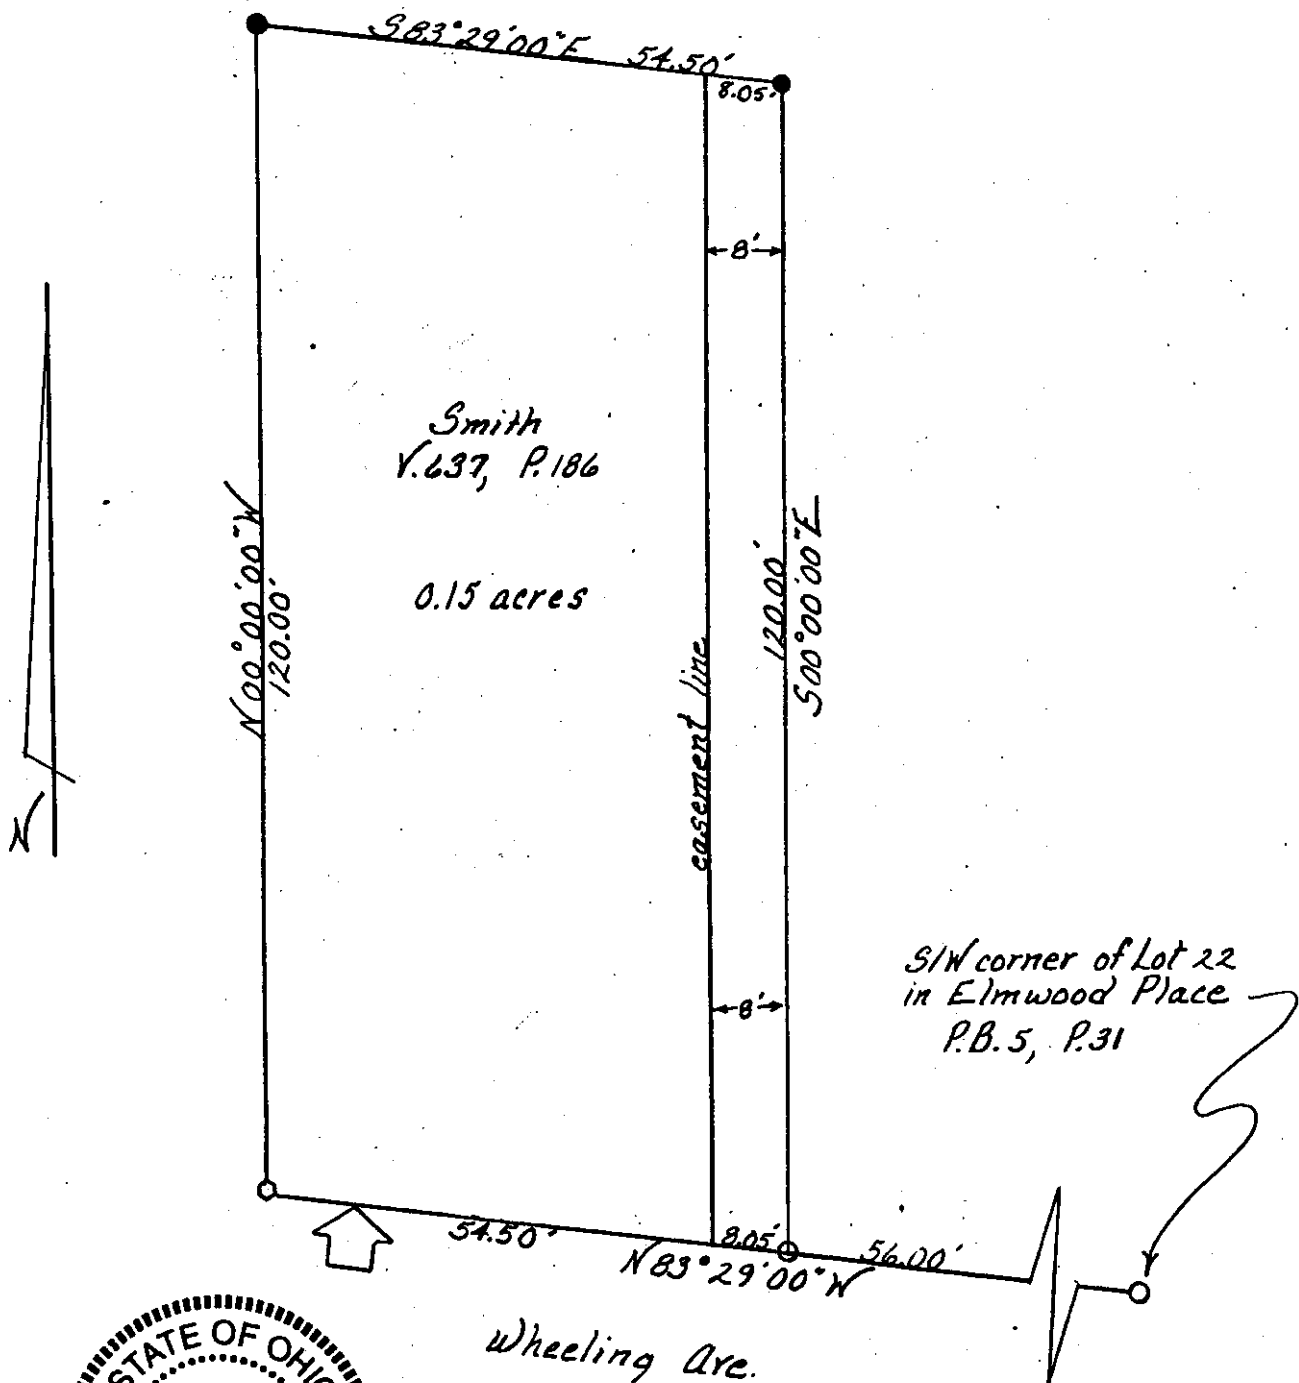 S83°29'00"E 54.50'
8.05'
8'
Smith
V.637, P.186
N00°00'00"W
120.00'
0.15 acres
120.00'
S00°00'00"E
easement line
N
S/W corner of Lot 22
in Elmwood Place
P.B.5, P.31
8'
54.50'
8.05'
56.00'
N83°29'00"W
Wheeling Ave.
STATE OF OHIO